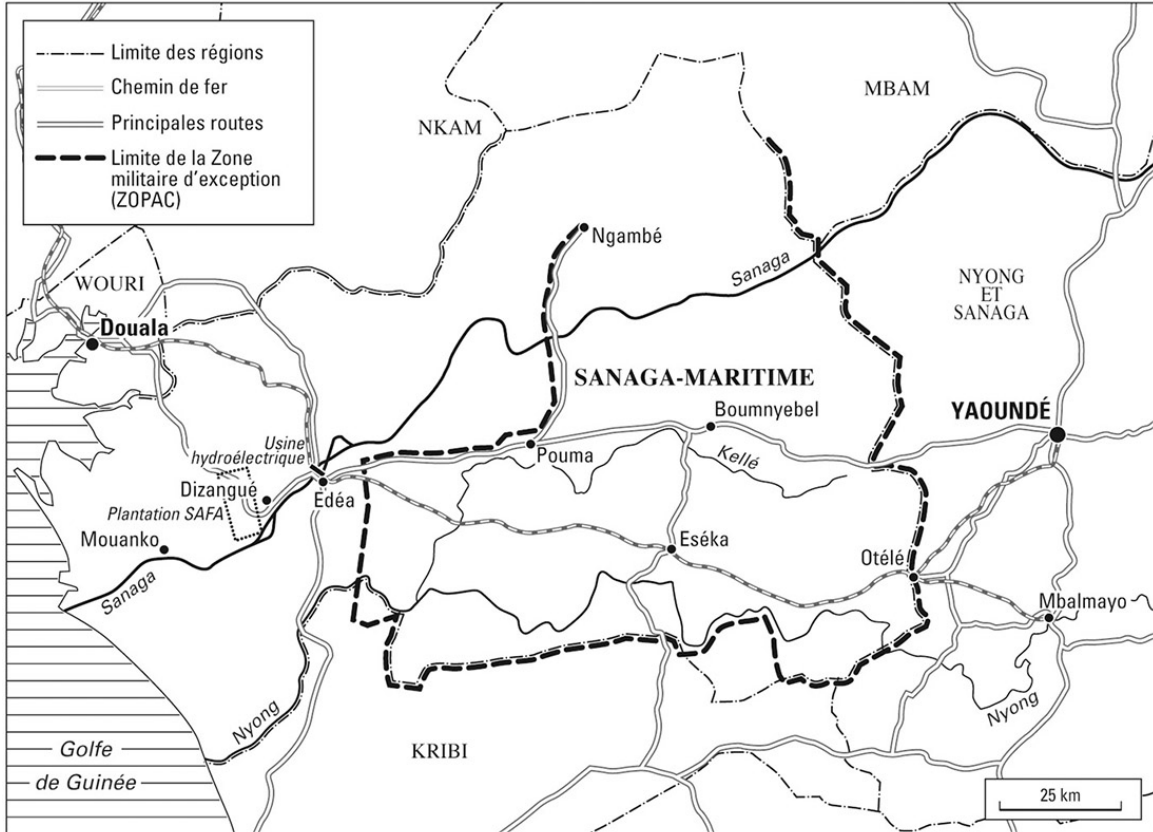 Limite des régions
Chemin de fer
Principales routes
Limite de la Zone
militaire d'exception
(ZOPAC)
MBAM
NKAM
Ngambé
WOURI
Sanaga
NYONG
ET
SANAGA
Douala
SANAGA-MARITIME
Boumnyebel
YAOUNDÉ
Usine
hydroélectrique
Pouma
Kellé
Dizangué
Edéa
Plantation SAFA
Mouanko
Eséka
Otélé
Sanaga
Mbalmayo
Nyong
Nyong
KRIBI
Golfe
de Guinée
25 km